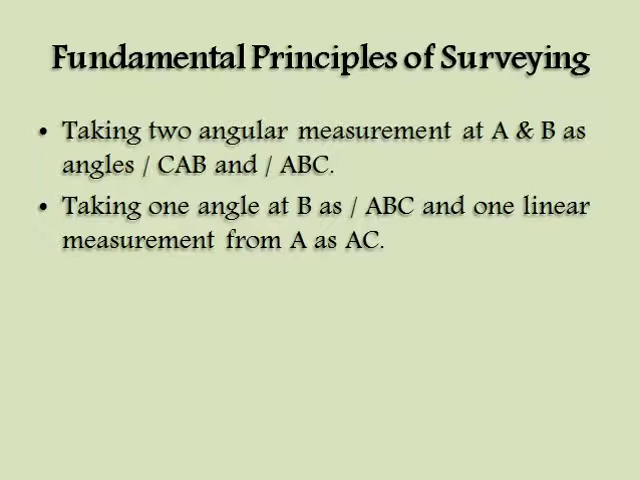 Fundamental Principles of Surveying
• Taking two angular measurement at A & B as
angles / CAB and / ABC.
• Taking one angle at B as / ABC and one linear
measurement from A as AC.